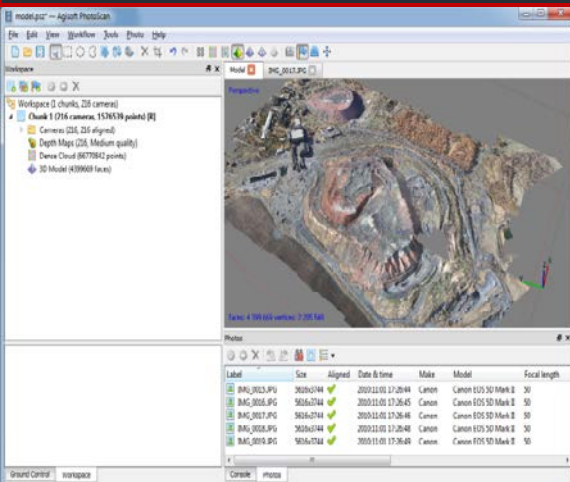 model.psz* — Agisoft PhotoScan
File Edit View Workflow Tools Photo Help
Workspace
Model IMG_0017.JPG
Perspective
Workspace (1 chunks, 216 cameras)
Chunk 1 (216 cameras, 1576539 points) [R]
Cameras (216, 216 aligned)
Depth Maps (216, Medium quality)
Dense Cloud (66770842 points)
3D Model (4399669 faces)
Photos
Label Size Aligned Date & time Make Model Focal length
IMG_0015.JPG 5616x3744 2010:11:01 17:26:44 Canon Canon EOS 5D Mark II 50
IMG_0016.JPG 5616x3744 2010:11:01 17:26:45 Canon Canon EOS 5D Mark II 50
IMG_0017.JPG 5616x3744 2010:11:01 17:26:46 Canon Canon EOS 5D Mark II 50
IMG_0018.JPG 5616x3744 2010:11:01 17:26:48 Canon Canon EOS 5D Mark II 50
IMG_0019.JPG 5616x3744 2010:11:01 17:26:49 Canon Canon EOS 5D Mark II 50
Ground Control Workspace
Console Photos